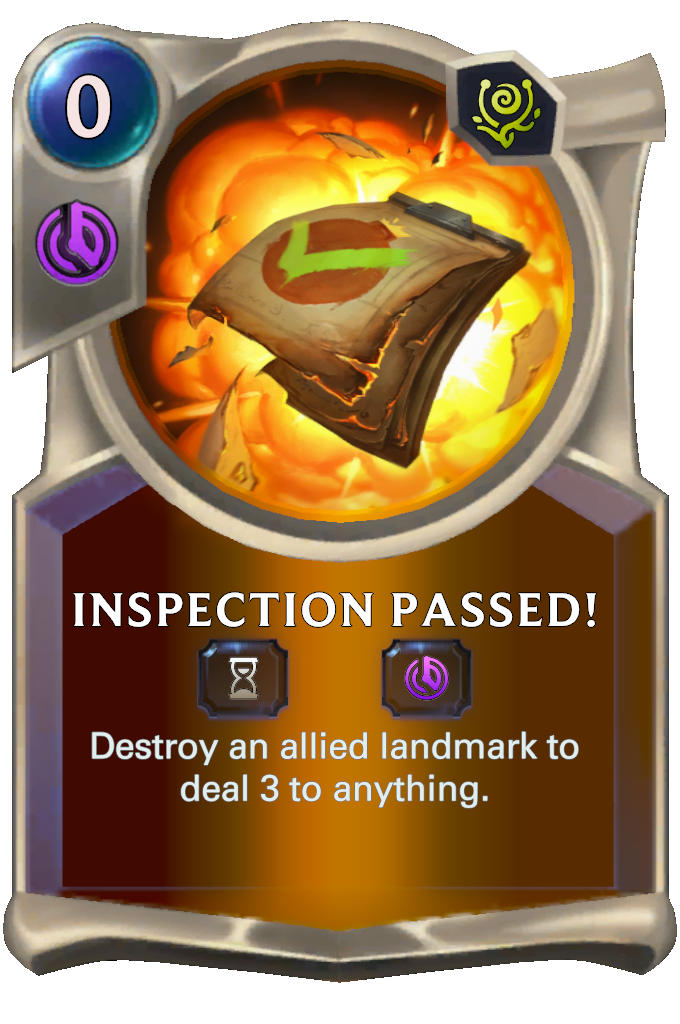 0
INSPECTION PASSED!
Destroy an allied landmark to
deal 3 to anything.